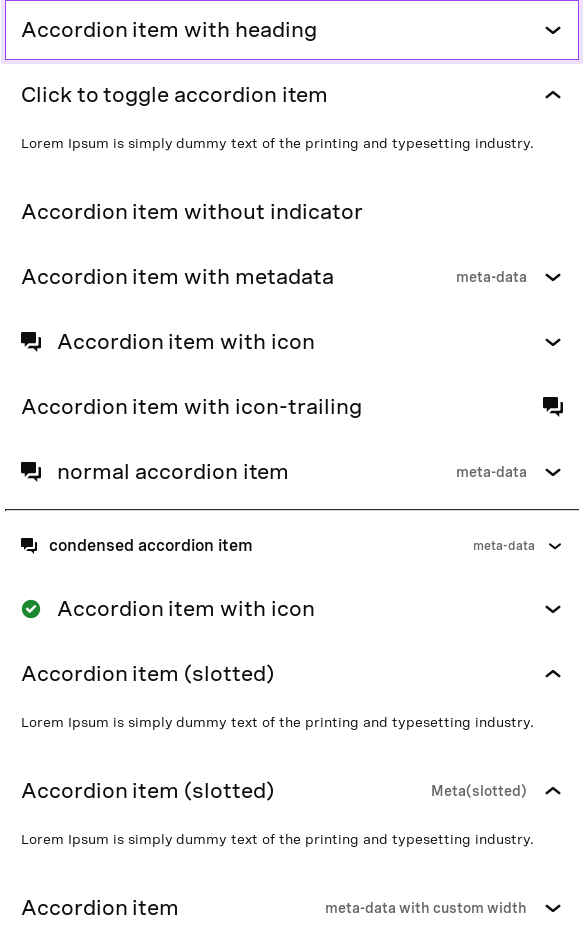 Accordion item with heading
Click to toggle accordion item
Lorem Ipsum is simply dummy text of the printing and typesetting industry.
Accordion item without indicator
Accordion item with metadata meta-data
Accordion item with icon
Accordion item with icon-trailing
normal accordion item meta-data
condensed accordion item meta-data
Accordion item with icon
Accordion item (slotted)
Lorem Ipsum is simply dummy text of the printing and typesetting industry.
Accordion item (slotted) Meta(slotted)
Lorem Ipsum is simply dummy text of the printing and typesetting industry.
Accordion item meta-data with custom width